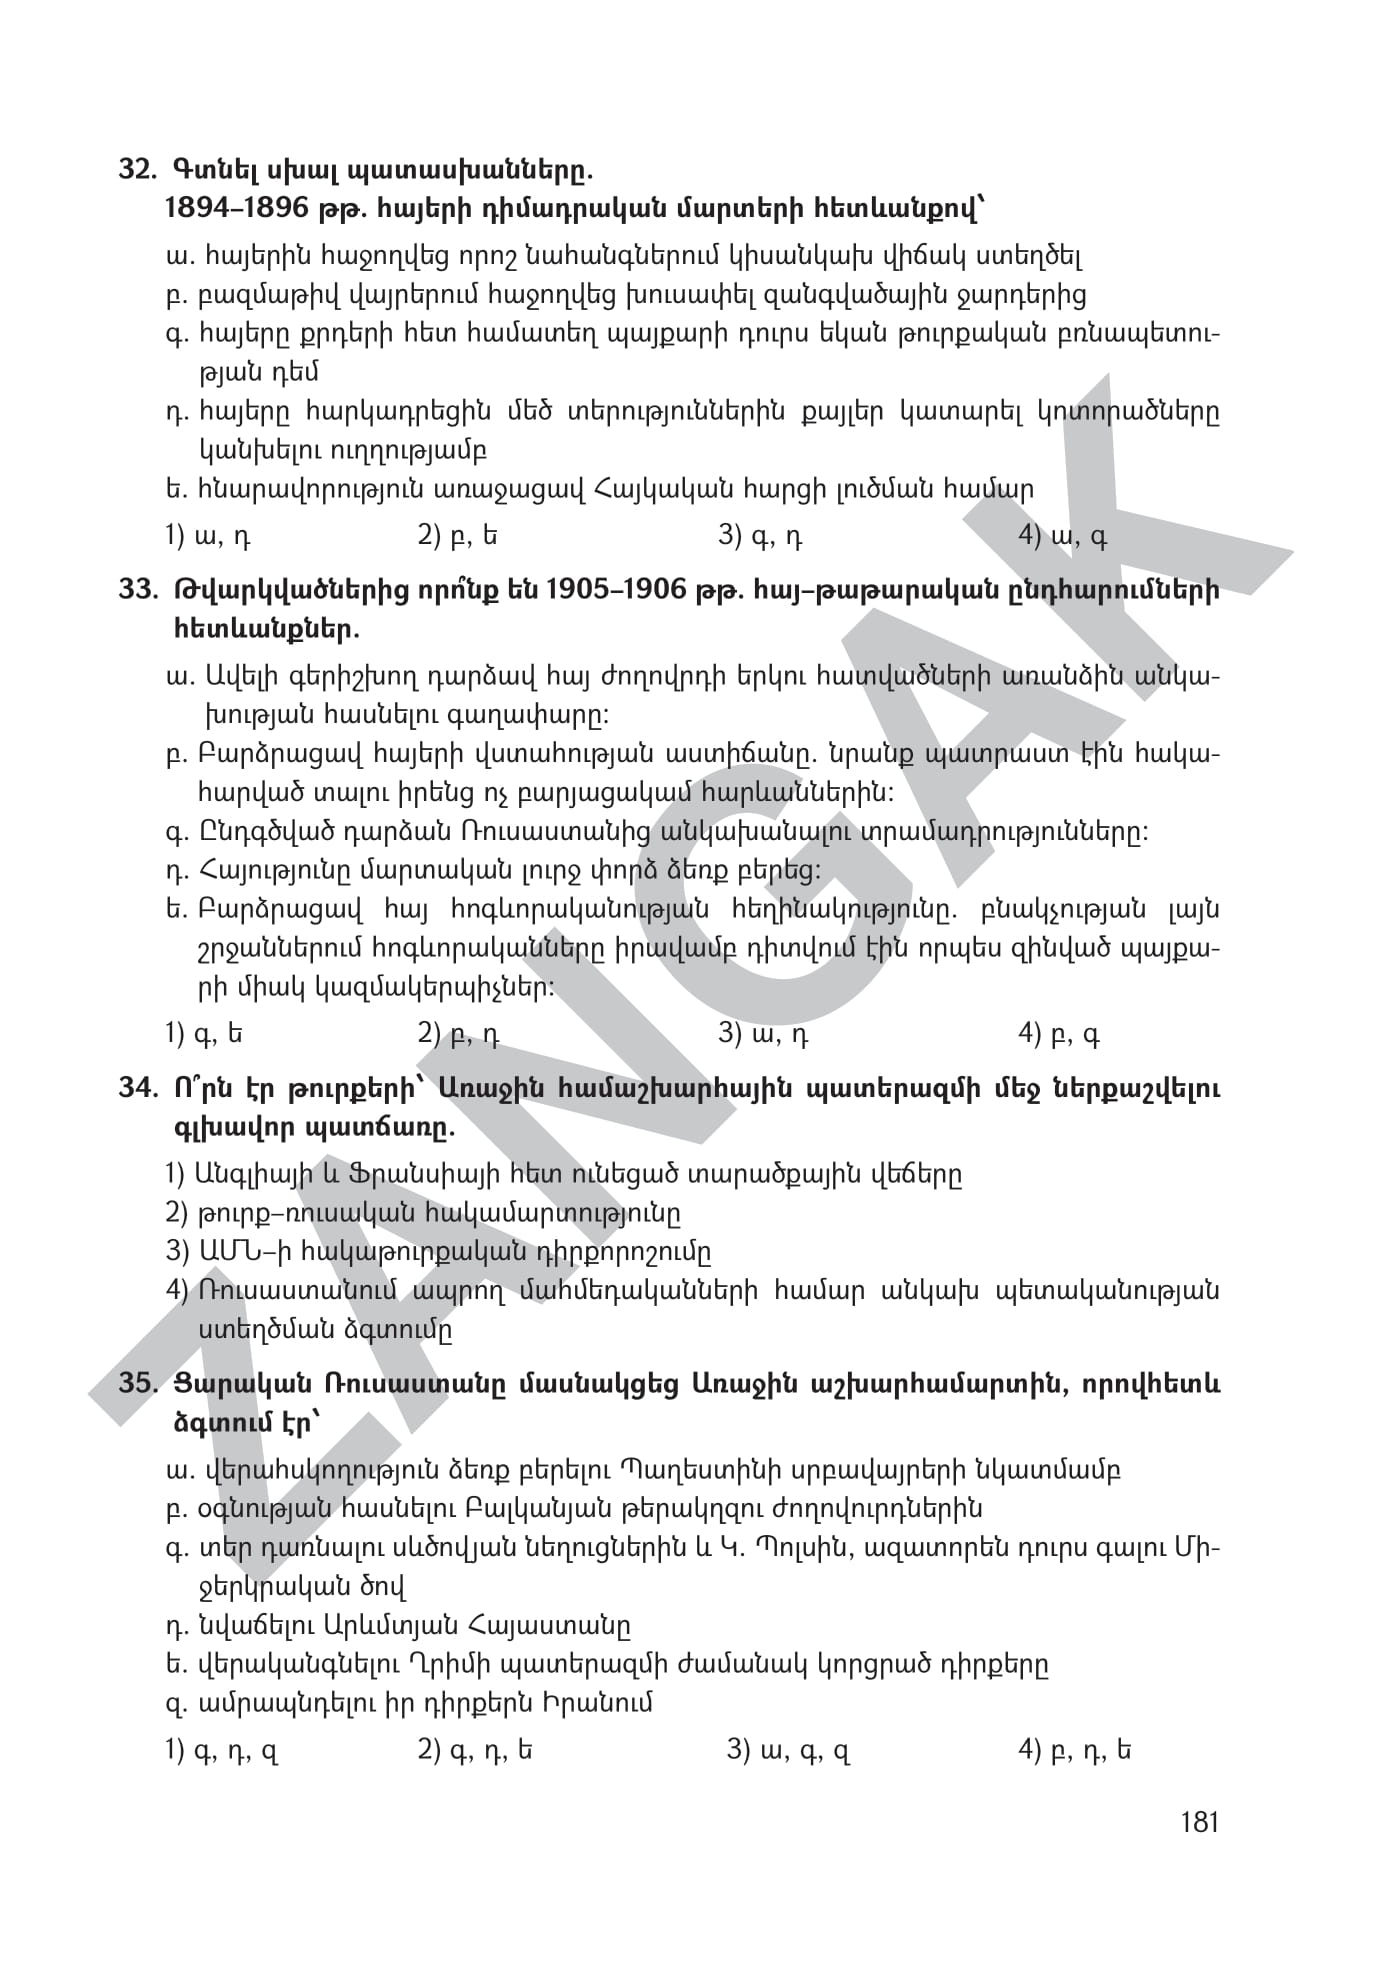 32. Գտնել սխալ պատասխանները.
1894–1896 թթ. հայերի դիմադրական մարտերի հետևանքով՝
ա. հայերին հաջողվեց որոշ նահանգներում կիսանկախ վիճակ ստեղծել
բ. բազմաթիվ վայրերում հաջողվեց խուսափել զանգվածային ջարդերից
գ. հայերը քրդերի հետ համատեղ պայքարի դուրս եկան թուրքական բռնապետու-
թյան դեմ
դ. հայերը հարկադրեցին մեծ տերություններին քայլեր կատարել կոտորածները
կանխելու ուղղությամբ
ե. հնարավորություն առաջացավ Հայկական հարցի լուծման համար
1) ա, դ 2) բ, ե 3) գ, դ 4) ա, գ
33. Թվարկվածներից որո՞նք են 1905–1906 թթ. հայ–թաթարական ընդհարումների
հետևանքներ.
ա. Ավելի գերիշխող դարձավ հայ ժողովրդի երկու հատվածների առանձին անկա-
խության հասնելու գաղափարը:
բ. Բարձրացավ հայերի վստահության աստիճանը. նրանք պատրաստ էին հակա-
հարված տալու իրենց ոչ բարյացակամ հարևաններին:
գ. Ընդգծված դարձան Ռուսաստանից անկախանալու տրամադրությունները:
դ. Հայությունը մարտական լուրջ փորձ ձեռք բերեց:
ե. Բարձրացավ հայ հոգևորականության հեղինակությունը. բնակչության լայն
շրջաններում հոգևորականները իրավամբ դիտվում էին որպես զինված պայքա-
րի միակ կազմակերպիչներ:
1) գ, ե 2) բ, դ 3) ա, դ 4) բ, գ
34. Ո՞րն էր թուրքերի՝ Առաջին համաշխարհային պատերազմի մեջ ներքաշվելու
գլխավոր պատճառը.
1) Անգլիայի և Ֆրանսիայի հետ ունեցած տարածքային վեճերը
2) թուրք–ռուսական հակամարտությունը
3) ԱՄՆ–ի հակաթուրքական դիրքորոշումը
4) Ռուսաստանում ապրող մահմեդականների համար անկախ պետականության
ստեղծման ձգտումը
35. Ցարական Ռուսաստանը մասնակցեց Առաջին աշխարհամարտին, որովհետև
ձգտում էր՝
ա. վերահսկողություն ձեռք բերելու Պաղեստինի սրբավայրերի նկատմամբ
բ. օգնության հասնելու Բալկանյան թերակղզու ժողովուրդներին
գ. տեր դառնալու սևծովյան նեղուցներին և Կ. Պոլսին, ազատորեն դուրս գալու Մի-
ջերկրական ծով
դ. նվաճելու Արևմտյան Հայաստանը
ե. վերականգնելու Ղրիմի պատերազմի ժամանակ կորցրած դիրքերը
զ. ամրապնդելու իր դիրքերն Իրանում
1) գ, դ, զ 2) գ, դ, ե 3) ա, գ, զ 4) բ, դ, ե
181
ZANGAK